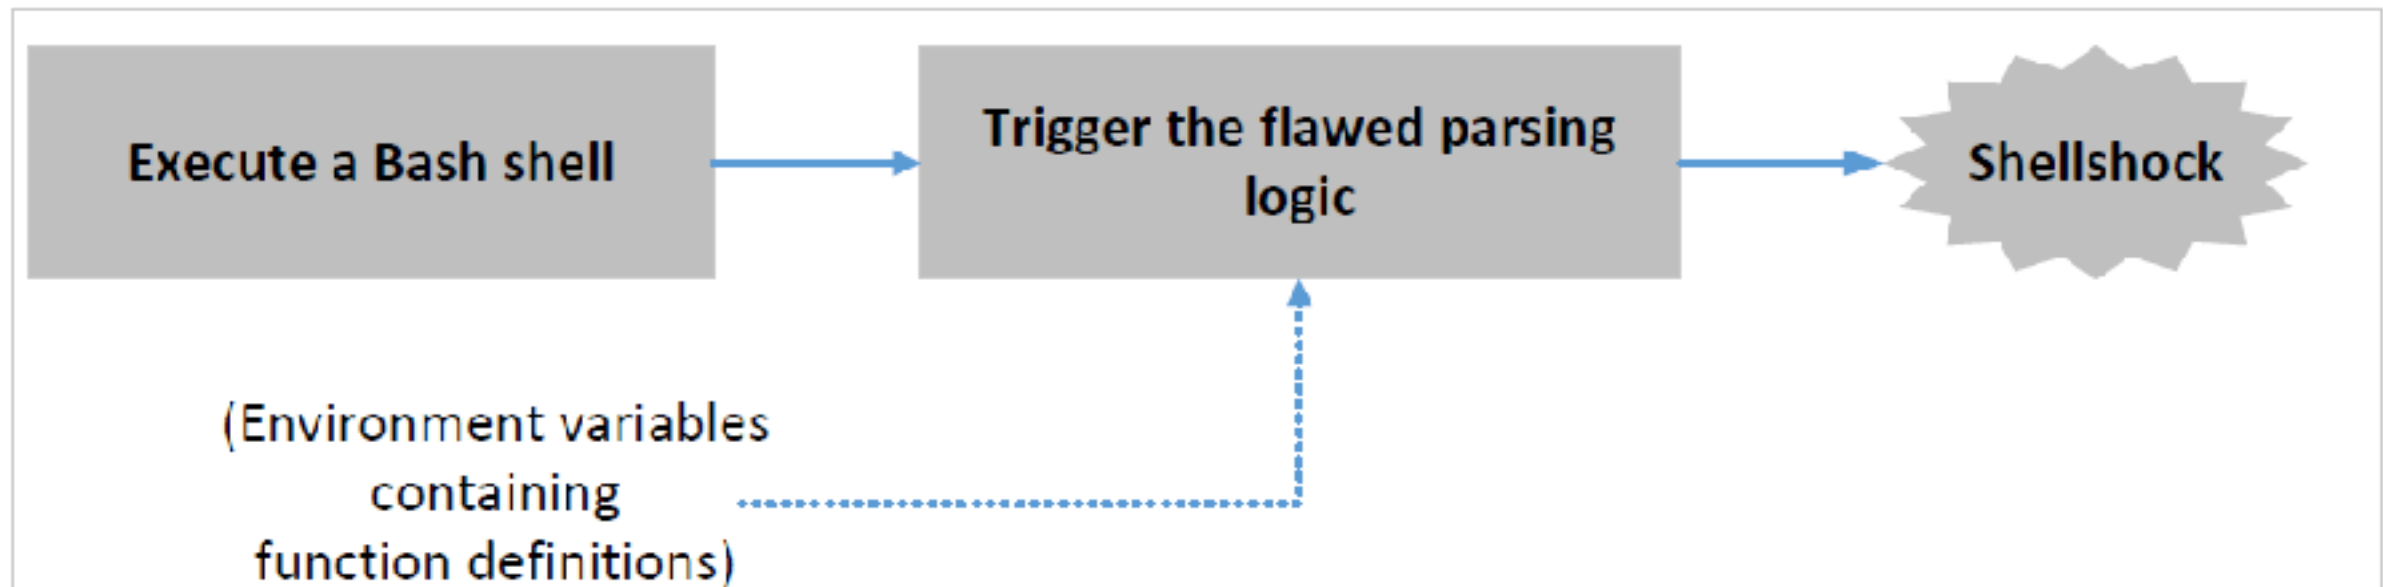 Execute a Bash shell
Trigger the flawed parsing
logic
Shellshock
(Environment variables
containing
function definitions)